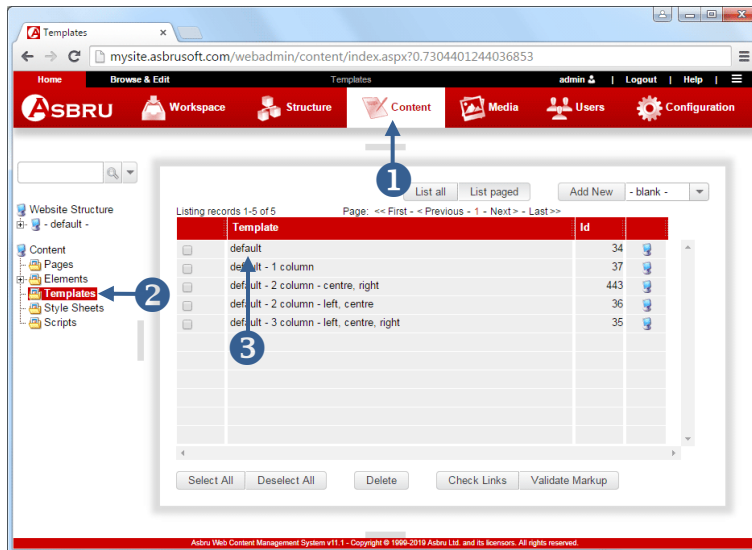 Templates
mysite.asbrusoft.com/webadmin/content/index.aspx?0.7304401244036853
Home Browse & Edit Templates admin | Logout | Help |
ASBRU Workspace Structure Content Media Users Configuration
1
List all List paged Add New - blank -
Website Structure
- default -
Content
Pages
Elements
Templates
Style Sheets
Scripts
2
Listing records 1-5 of 5 Page: << First - < Previous - 1 - Next > - Last >>
Template Id
default 34
default - 1 column 37
default - 2 column - centre, right 443
default - 2 column - left, centre 36
default - 3 column - left, centre, right 35
3
Select All Deselect All Delete Check Links Validate Markup
Asbru Web Content Management System v11.1 - Copyright © 1999-2019 Asbru Ltd. and its licensors. All rights reserved.